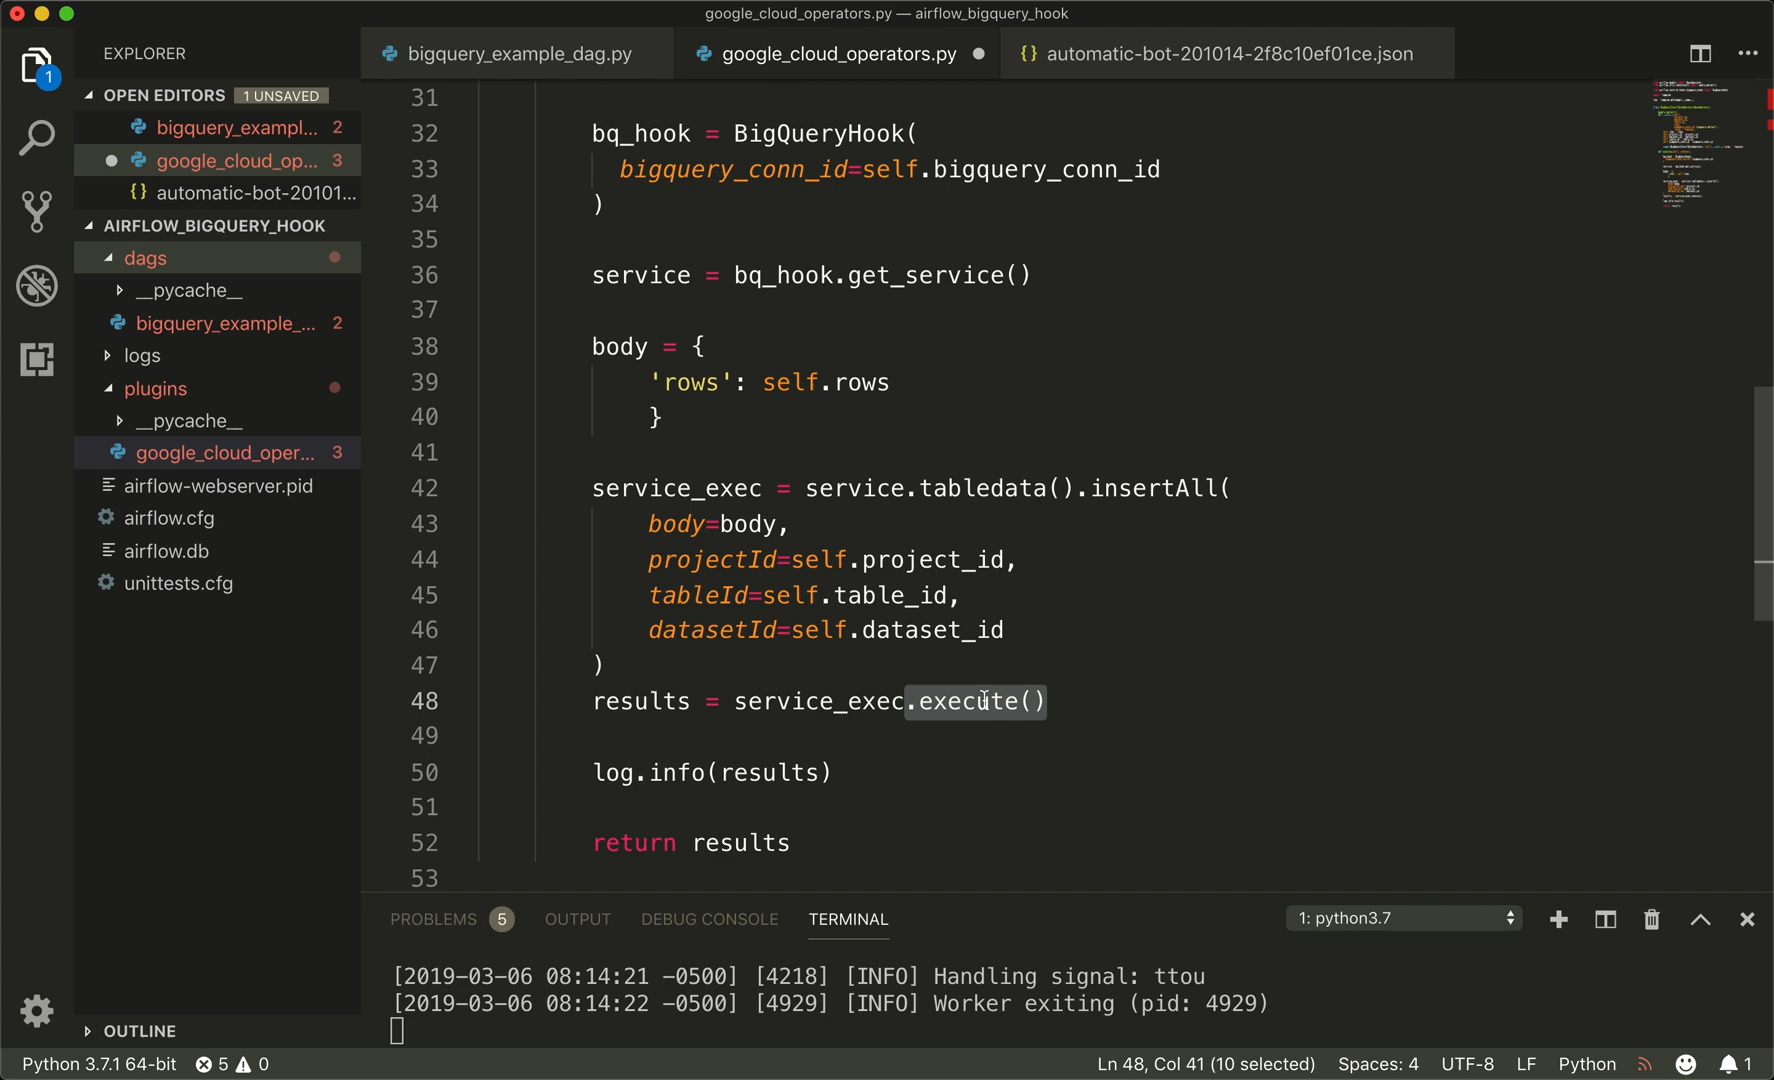 google_cloud_operators.py — airflow_bigquery_hook
EXPLORER
OPEN EDITORS 1 UNSAVED
bigquery_exampl... 2
google_cloud_op... 3
{} automatic-bot-20101...
AIRFLOW_BIGQUERY_HOOK
dags
__pycache__
bigquery_example_... 2
logs
plugins
__pycache__
google_cloud_oper... 3
airflow-webserver.pid
airflow.cfg
airflow.db
unittests.cfg
OUTLINE
1
bigquery_example_dag.py google_cloud_operators.py {} automatic-bot-201014-2f8c10ef01ce.json
31
32 bq_hook = BigQueryHook(
33 bigquery_conn_id=self.bigquery_conn_id
34 )
35
36 service = bq_hook.get_service()
37
38 body = {
39 'rows': self.rows
40 }
41
42 service_exec = service.tabledata().insertAll(
43 body=body,
44 projectId=self.project_id,
45 tableId=self.table_id,
46 datasetId=self.dataset_id
47 )
48 results = service_exec.execute()
49
50 log.info(results)
51
52 return results
53
PROBLEMS 5 OUTPUT DEBUG CONSOLE TERMINAL 1: python3.7
[2019-03-06 08:14:21 -0500] [4218] [INFO] Handling signal: ttou
[2019-03-06 08:14:22 -0500] [4929] [INFO] Worker exiting (pid: 4929)
Python 3.7.1 64-bit 5 0 Ln 48, Col 41 (10 selected) Spaces: 4 UTF-8 LF Python 1